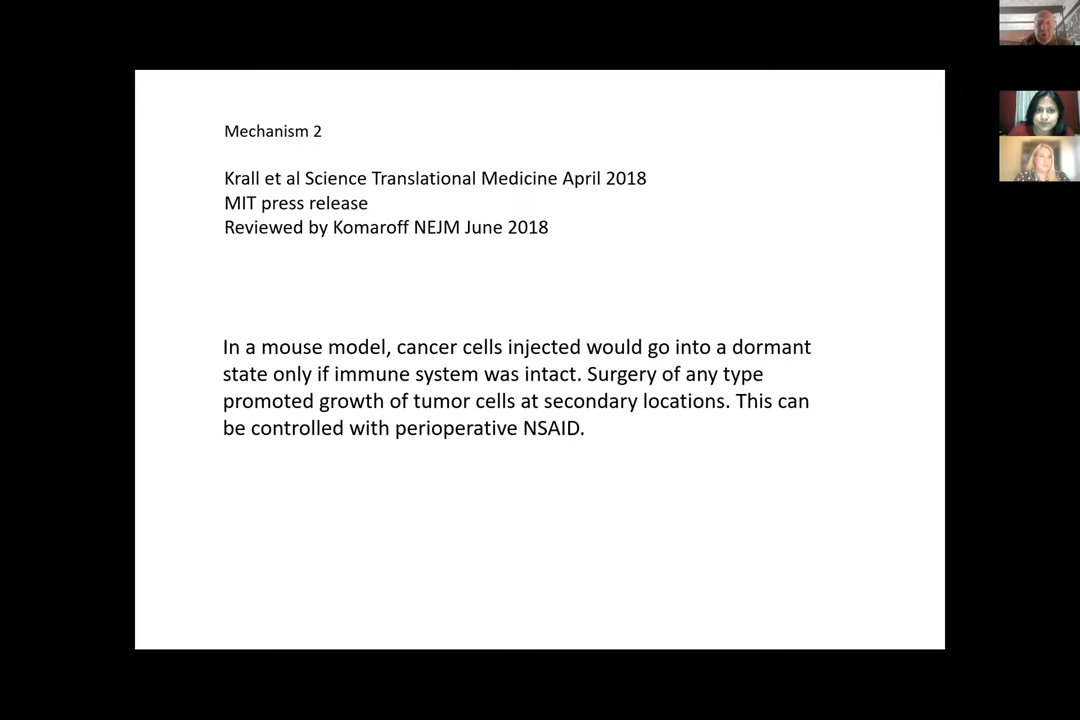 Mechanism 2
Krall et al Science Translational Medicine April 2018
MIT press release
Reviewed by Komaroff NEJM June 2018
In a mouse model, cancer cells injected would go into a dormant
state only if immune system was intact. Surgery of any type
promoted growth of tumor cells at secondary locations. This can
be controlled with perioperative NSAID.